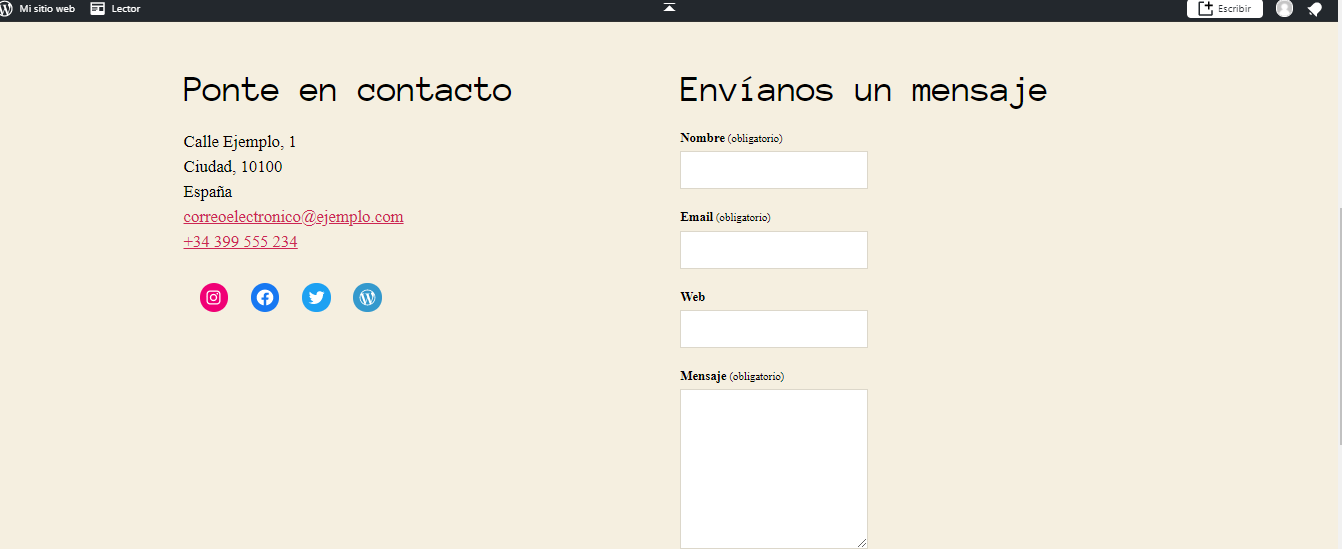 Mi sitio web
Lector
Escribir
Ponte en contacto
Calle Ejemplo, 1
Ciudad, 10100
España
correoelectronico@ejemplo.com
+34 399 555 234
Envíanos un mensaje
Nombre (obligatorio)
Email (obligatorio)
Web
Mensaje (obligatorio)